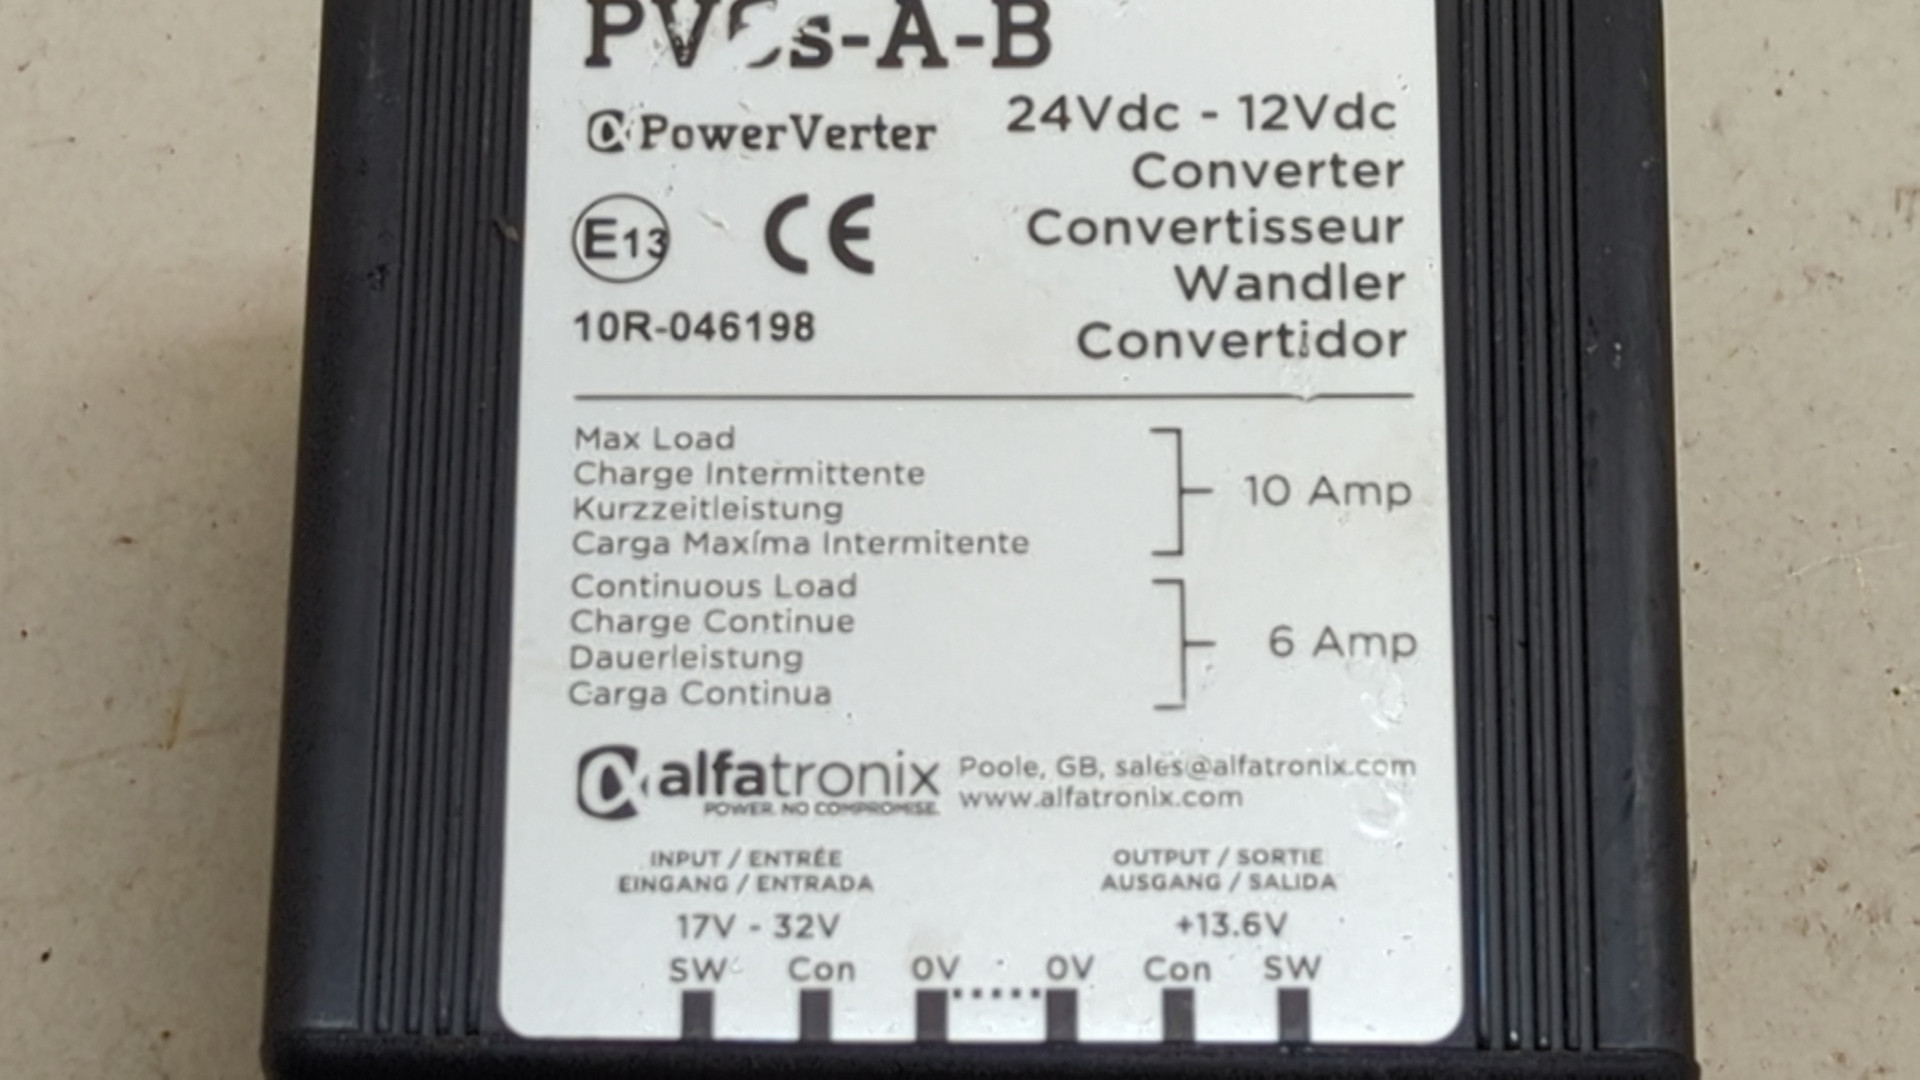 PV6s-A-B
PowerVerter
24Vdc - 12Vdc
Converter
Convertisseur
Wandler
Convertidor
E13
CE
10R-046198
Max Load
Charge Intermittente
Kurzzeitleistung
Carga Maxíma Intermitente
10 Amp
Continuous Load
Charge Continue
Dauerleistung
Carga Continua
6 Amp
alfatronix
POWER. NO COMPROMISE.
Poole, GB, sales@alfatronix.com
www.alfatronix.com
INPUT / ENTRÉE
EINGANG / ENTRADA
17V - 32V
OUTPUT / SORTIE
AUSGANG / SALIDA
+13.6V
SW Con 0V 0V Con SW